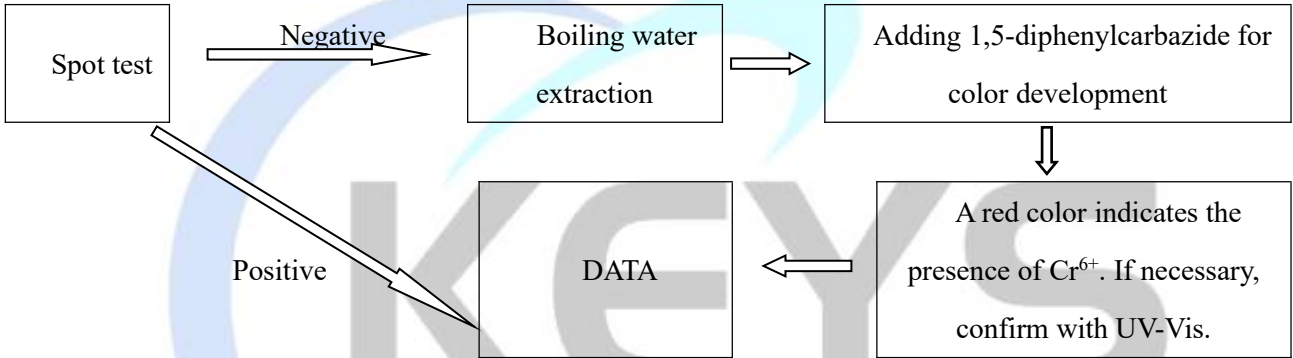 Spot test
Negative
Boiling water
extraction
Adding 1,5-diphenylcarbazide for
color development
A red color indicates the
presence of Cr⁶⁺. If necessary,
confirm with UV-Vis.
DATA
Positive
KEYS